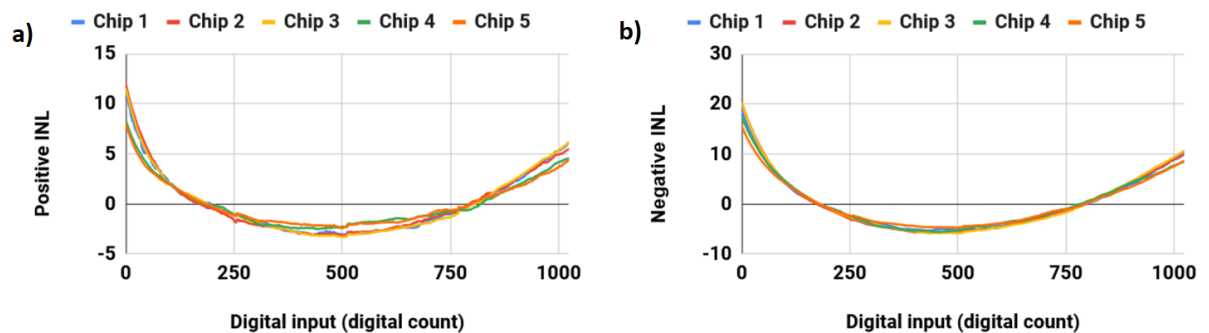 a)
Chip 1 Chip 2 Chip 3 Chip 4 Chip 5
15
10
5
0
-5
0 250 500 750 1000
Positive INL
Digital input (digital count)
b)
Chip 1 Chip 2 Chip 3 Chip 4 Chip 5
30
20
10
0
-10
0 250 500 750 1000
Negative INL
Digital input (digital count)